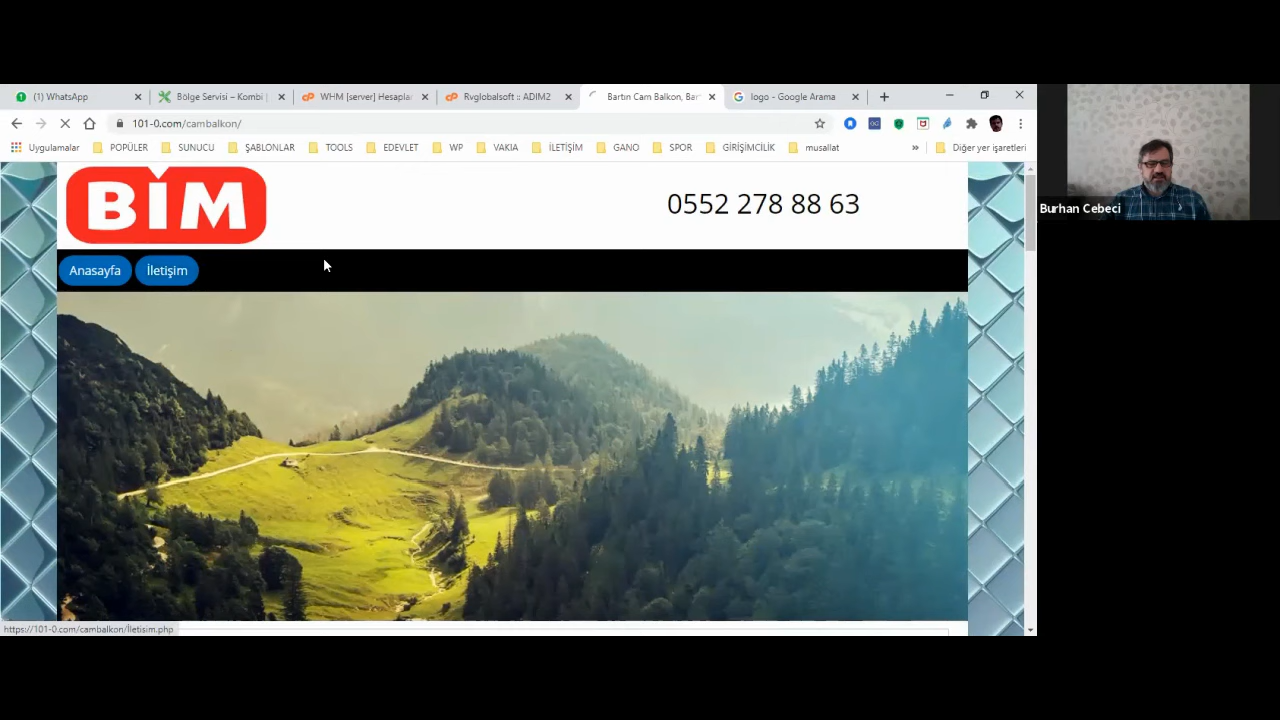 (1) WhatsApp
Bölge Servisi – Kombi
WHM [server] Hesapla
Rvglobalsoft :: ADIM2
Bartın Cam Balkon, Bar
logo - Google Arama
101-0.com/cambalkon/
Uygulamalar POPÜLER SUNUCU ŞABLONLAR TOOLS EDEVLET WP VAKIA İLETİŞİM GANO SPOR GİRİŞİMCİLİK musallat » Diğer yer işaretleri
BİM
0552 278 88 63
Anasayfa İletişim
Burhan Cebeci
https://101-0.com/cambalkon/İletisim.php